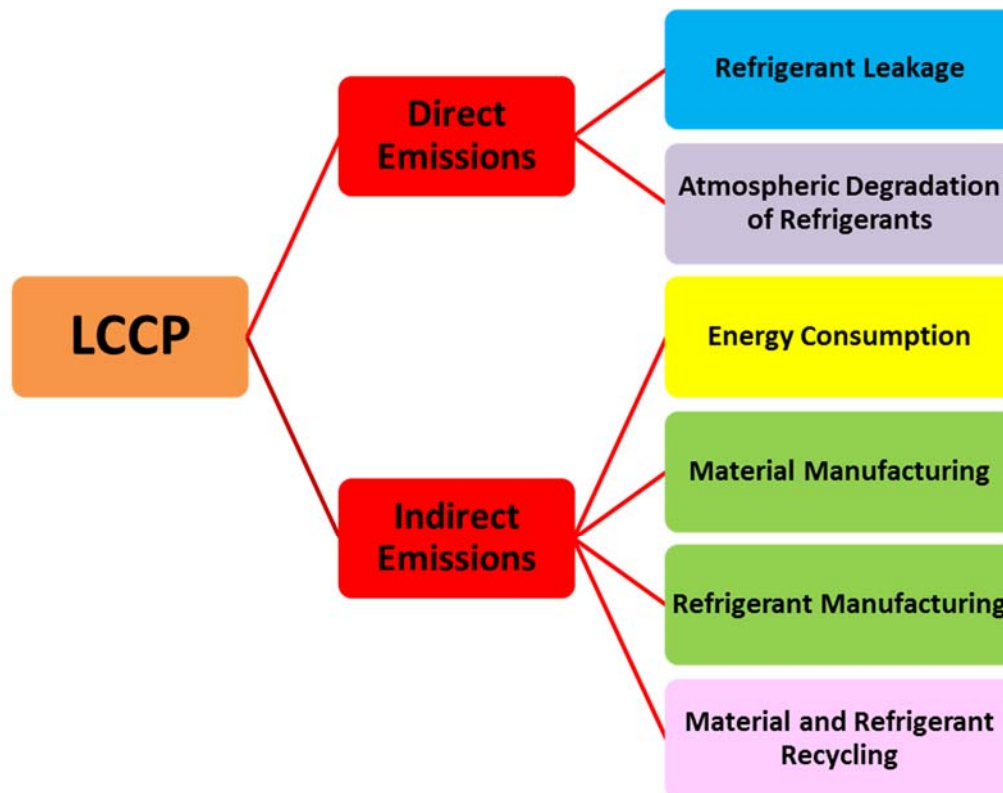 LCCP
Direct
Emissions
Refrigerant Leakage
Atmospheric Degradation
of Refrigerants
Indirect
Emissions
Energy Consumption
Material Manufacturing
Refrigerant Manufacturing
Material and Refrigerant
Recycling